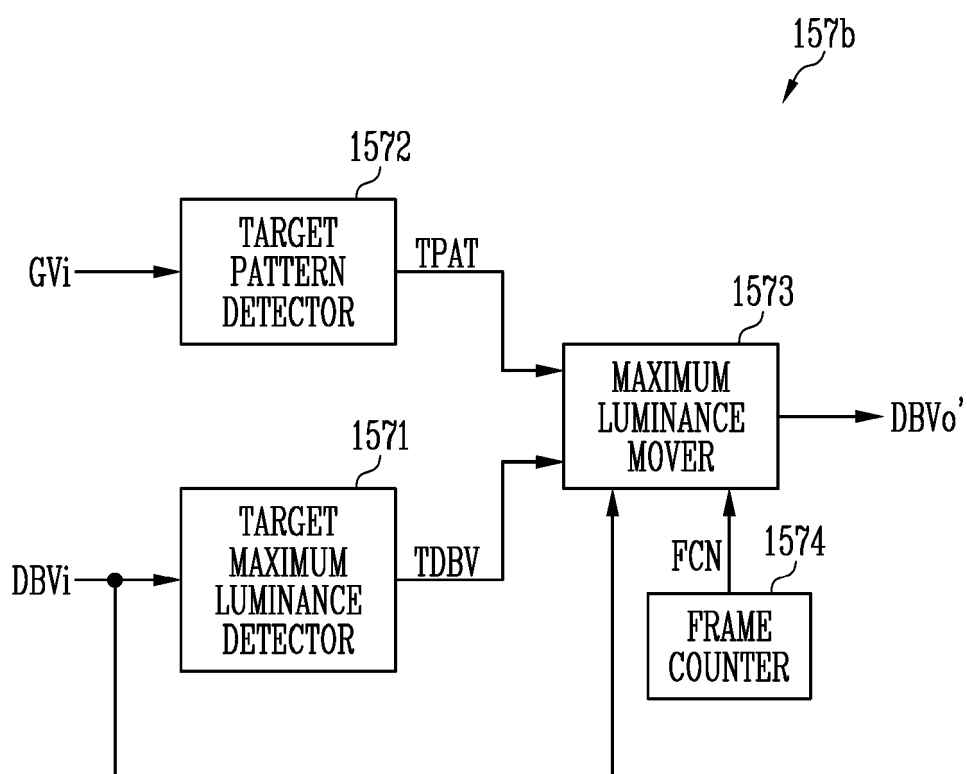 157b
1572
TARGET
PATTERN
DETECTOR
GVi
TPAT
1573
MAXIMUM
LUMINANCE
MOVER
DBVo'
1571
TARGET
MAXIMUM
LUMINANCE
DETECTOR
DBVi
TDBV
FCN
1574
FRAME
COUNTER